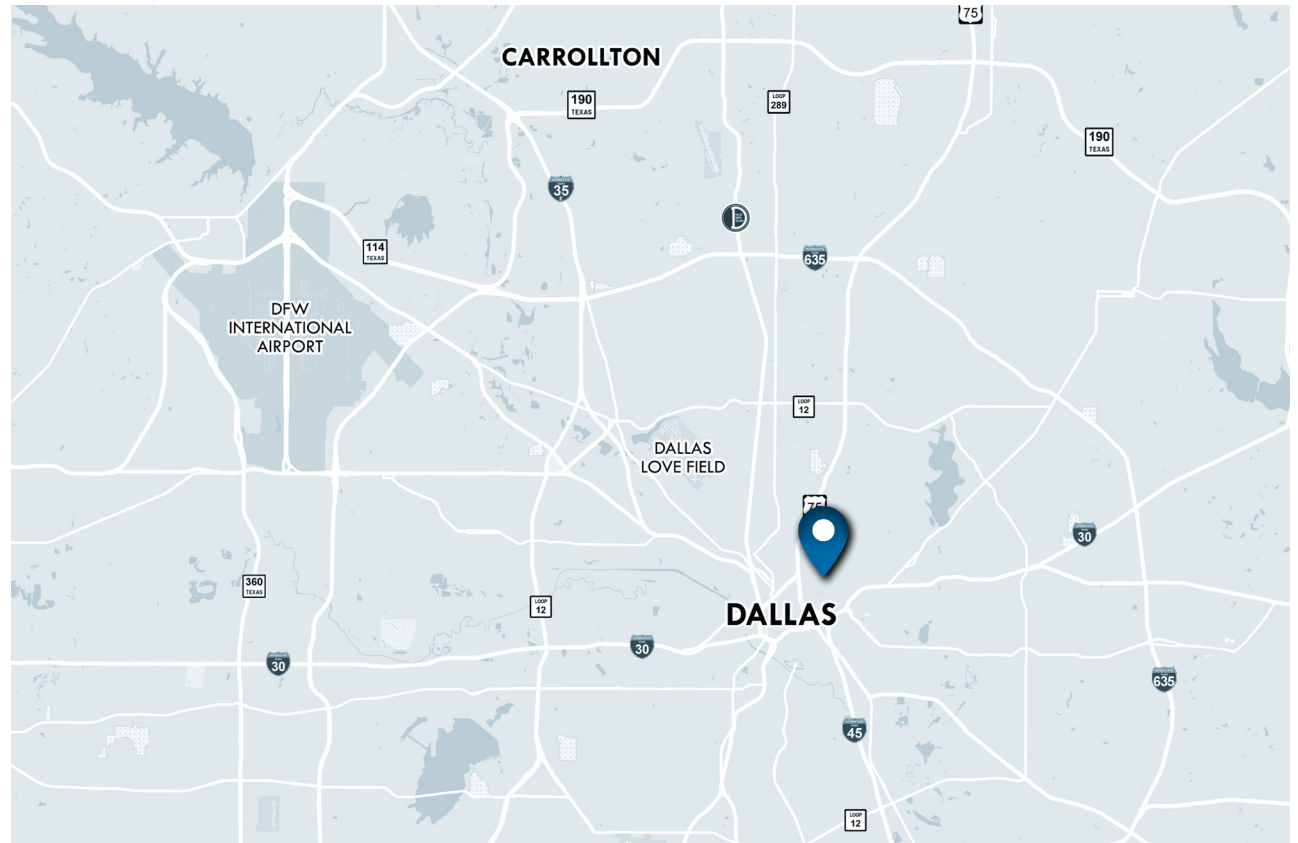 75
CARROLLTON
190
TEXAS
LOOP
289
190
TEXAS
35
D
114
TEXAS
635
DFW
INTERNATIONAL
AIRPORT
LOOP
12
DALLAS
LOVE FIELD
75
30
360
TEXAS
LOOP
12
DALLAS
30
30
635
45
LOOP
12